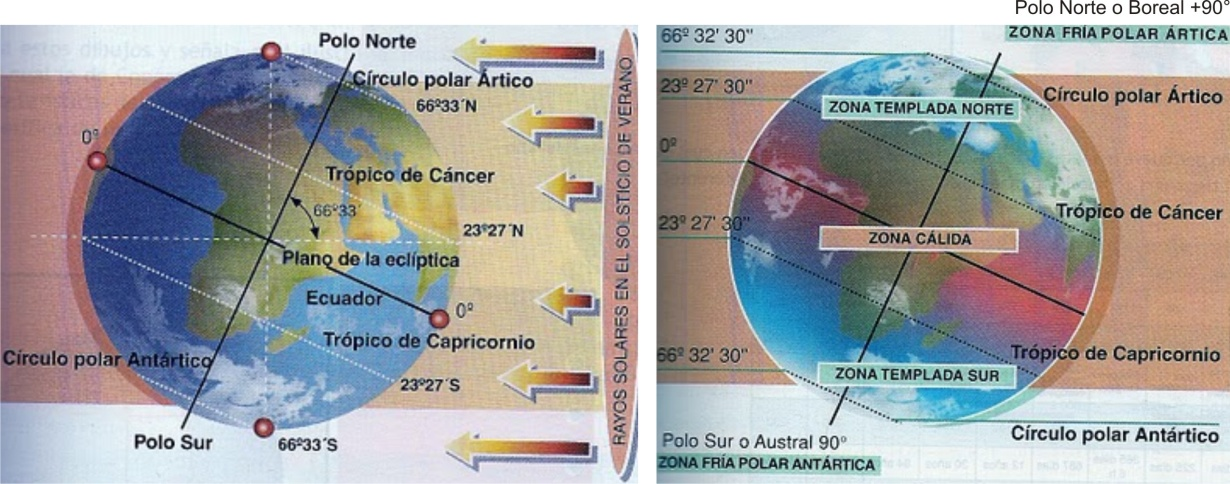 Polo Norte
Círculo polar Ártico
66º33´N
0º
Trópico de Cáncer
66º33´
23º27´N
Plano de la eclíptica
Ecuador
0º
Trópico de Capricornio
Círculo polar Antártico
23º27´S
Polo Sur
66º33´S
RAYOS SOLARES EN EL SOLSTICIO DE VERANO
Polo Norte o Boreal +90º
66º 32' 30"
ZONA FRÍA POLAR ÁRTICA
23º 27' 30"
Círculo polar Ártico
ZONA TEMPLADA NORTE
0º
Trópico de Cáncer
23º 27' 30"
ZONA CÁLIDA
66º 32' 30"
Trópico de Capricornio
ZONA TEMPLADA SUR
Polo Sur o Austral 90º
Círculo polar Antártico
ZONA FRÍA POLAR ANTÁRTICA